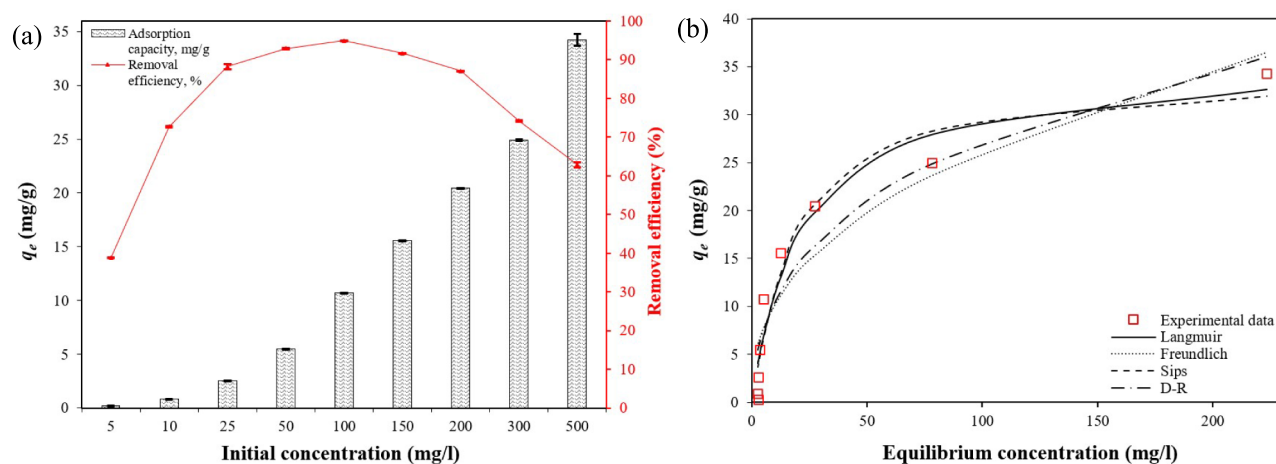 (a)
Adsorption
capacity, mg/g
Removal
efficiency, %
35
30
25
20
15
10
5
0
qe (mg/g)
100
90
80
70
60
50
40
30
20
10
0
Removal efficiency (%)
5 10 25 50 100 150 200 300 500
Initial concentration (mg/l)
(b)
40
35
30
25
20
15
10
5
0
qe (mg/g)
Experimental data
Langmuir
Freundlich
Sips
D-R
0 50 100 150 200
Equilibrium concentration (mg/l)